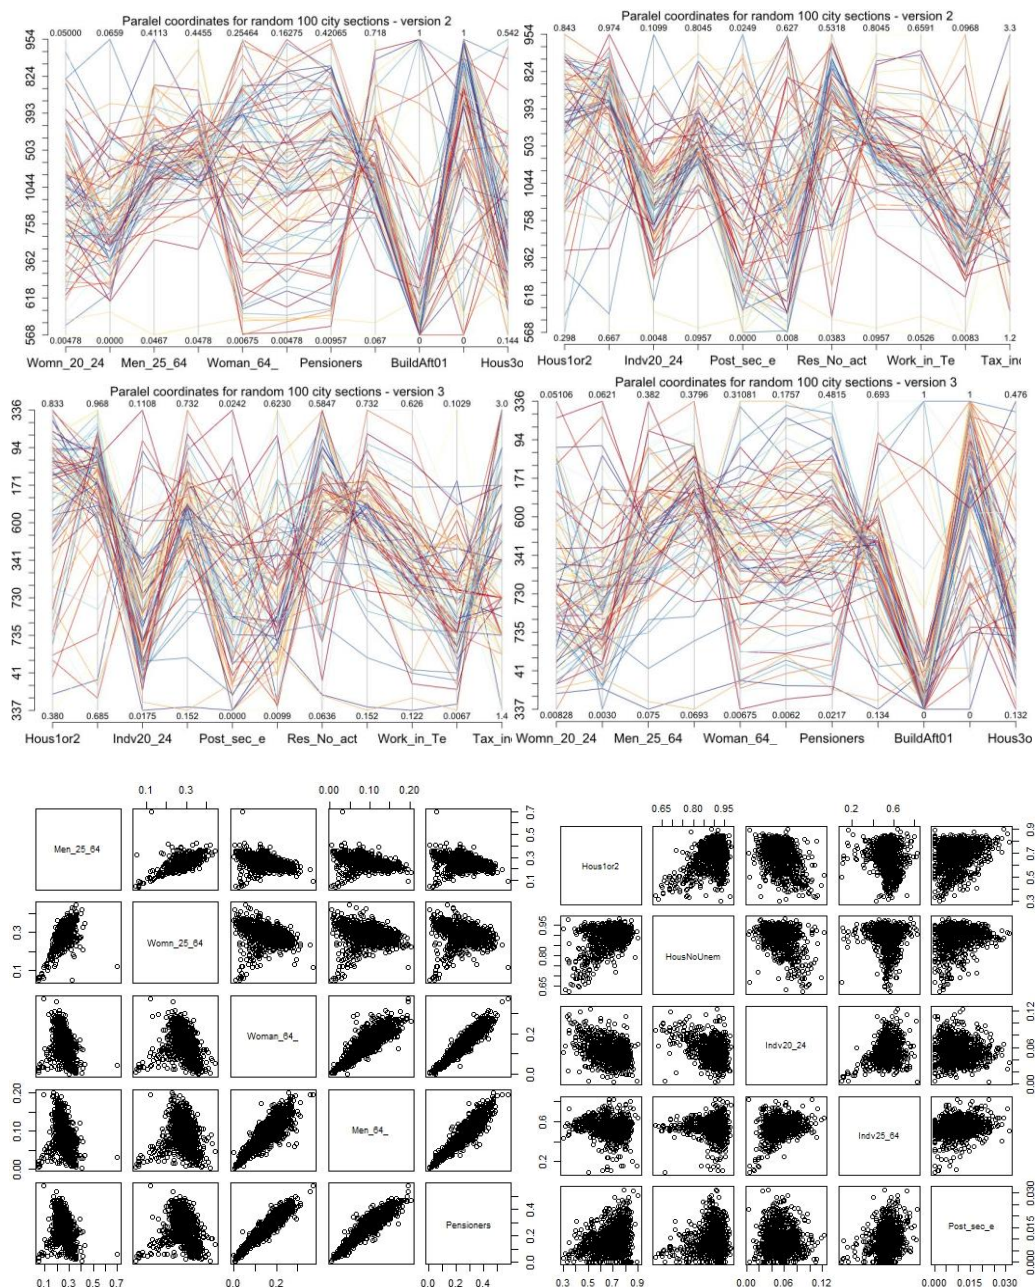 Paralel coordinates for random 100 city sections - version 2
0.05000 0.0659 0.4113 0.4455 0.25464 0.16275 0.42065 0.718 1 1 0.542
954
824
393
503
1044
758
362
618
568
0.00478 0.0000 0.0467 0.0478 0.00675 0.00478 0.00957 0.067 0 0 0.144
Womn_20_24 Men_25_64 Woman_64_ Pensioners BuildAft01 Hous3o
Paralel coordinates for random 100 city sections - version 2
0.843 0.974 0.1099 0.8045 0.0249 0.627 0.5318 0.8045 0.6591 0.0968 3.3
954
824
393
503
1044
758
362
618
568
0.298 0.667 0.0048 0.0957 0.0000 0.008 0.0383 0.0957 0.0526 0.0083 1.2
Hous1or2 Indv20_24 Post_sec_e Res_No_act Work_in_Te Tax_in
Paralel coordinates for random 100 city sections - version 3
0.833 0.968 0.1108 0.732 0.0242 0.6230 0.5847 0.732 0.626 0.1029 3.0
336
94
171
600
341
730
735
41
337
0.380 0.685 0.0175 0.152 0.0000 0.0099 0.0636 0.152 0.122 0.0067 1.4
Hous1or2 Indv20_24 Post_sec_e Res_No_act Work_in_Te Tax_in
Paralel coordinates for random 100 city sections - version 3
0.05106 0.0621 0.382 0.3796 0.31081 0.1757 0.4815 0.693 1 1 0.476
336
94
171
600
341
730
735
41
337
0.00828 0.0030 0.075 0.0693 0.00675 0.0062 0.0217 0.134 0 0 0.132
Womn_20_24 Men_25_64 Woman_64_ Pensioners BuildAft01 Hous3o
0.1 0.3 0.00 0.10 0.20
Men_25_64
0.1 0.3 0.5 0.7
Womn_25_64
0.1 0.3
Woman_64_
0.0 0.2
Men_64_
0.00 0.10 0.20
Pensioners
0.0 0.2 0.4
0.1 0.3 0.5 0.7 0.0 0.2 0.0 0.2 0.4
0.65 0.80 0.95 0.2 0.6
Hous1or2
0.3 0.5 0.7 0.9
HousNoUnem
0.65 0.80 0.95
Indv20_24
0.00 0.06 0.12
Indv25_64
0.2 0.6
Post_sec_e
0.000 0.015 0.030
0.3 0.5 0.7 0.9 0.00 0.06 0.12 0.000 0.015 0.030